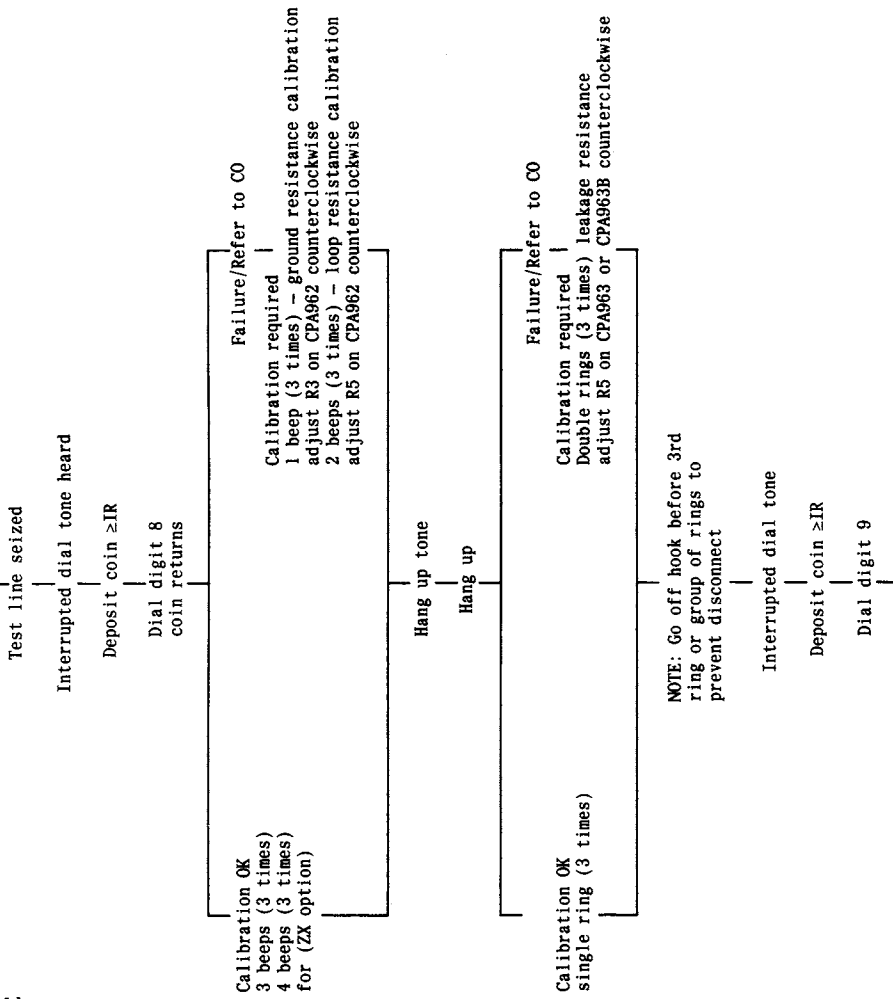 Test line seized
Interrupted dial tone heard
Deposit coin ≥IR
Dial digit 8
coin returns
Calibration OK
3 beeps (3 times)
4 beeps (3 times)
for (ZX option)
Failure/Refer to CO
Calibration required
1 beep (3 times) — ground resistance calibration
adjust R3 on CPA962 counterclockwise
2 beeps (3 times) — loop resistance calibration
adjust R5 on CPA962 counterclockwise
Hang up tone
Hang up
Calibration OK
single ring (3 times)
Failure/Refer to CO
Calibration required
Double rings (3 times) leakage resistance
adjust R5 on CPA963 or CPA963B counterclockwise
NOTE: Go off hook before 3rd
ring or group of rings to
prevent disconnect
Interrupted dial tone
Deposit coin ≥IR
Dial digit 9